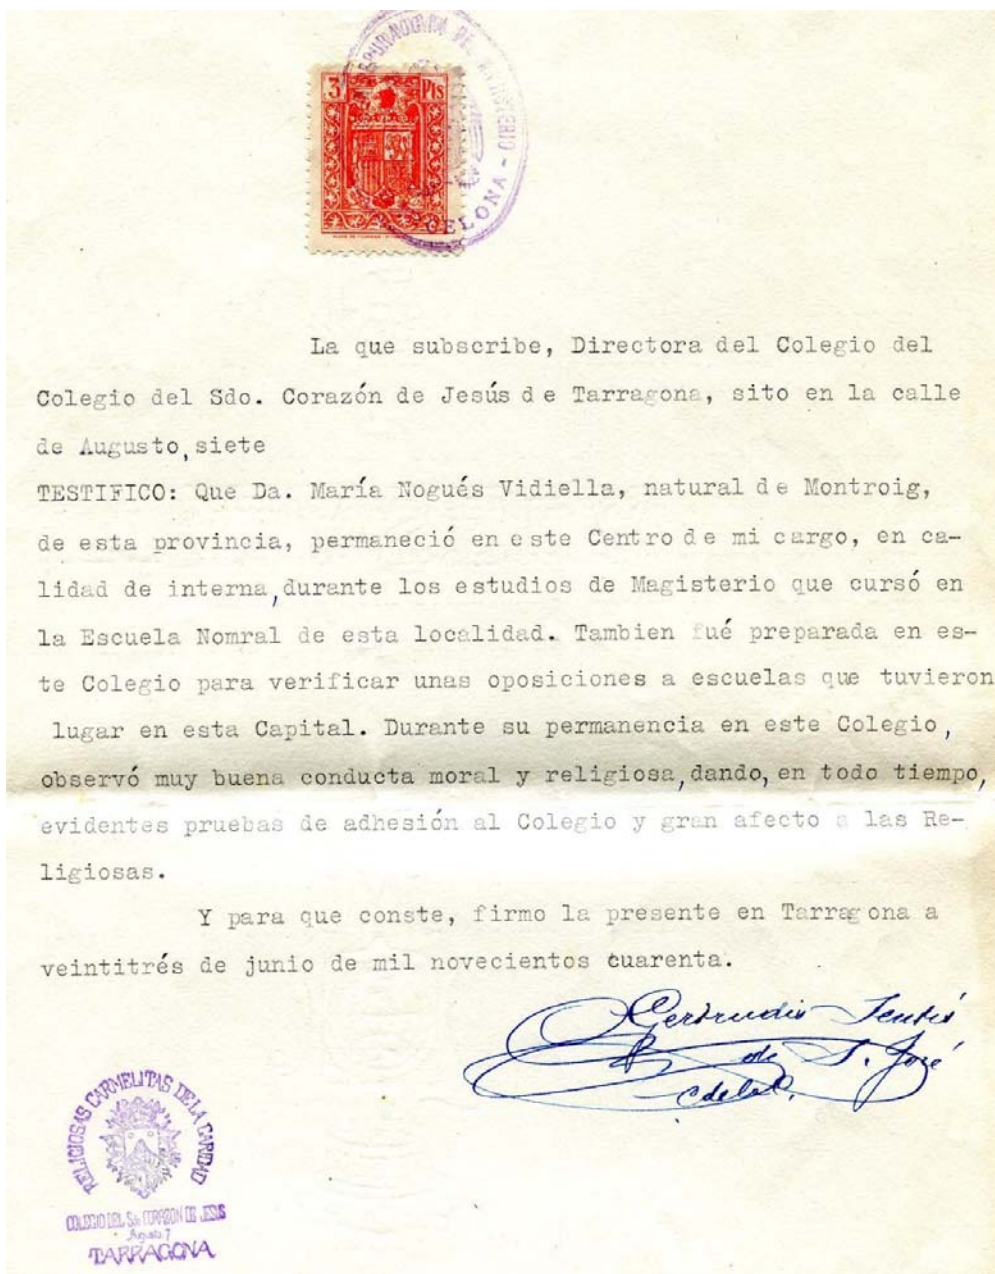 DEPURADORA DEL MAGISTERIO - BARCELONA
3 Pts
La que subscribe, Directora del Colegio del
Colegio del Sdo. Corazón de Jesús de Tarragona, sito en la calle
de Augusto, siete
TESTIFICO: Que Da. María Nogués Vidiella, natural de Montroig,
de esta provincia, permaneció en este Centro de mi cargo, en ca-
lidad de interna, durante los estudios de Magisterio que cursó en
la Escuela Nomral de esta localidad. Tambien fué preparada en es-
te Colegio para verificar unas oposiciones a escuelas que tuvieron
lugar en esta Capital. Durante su permanencia en este Colegio,
observó muy buena conducta moral y religiosa, dando, en todo tiempo,
evidentes pruebas de adhesión al Colegio y gran afecto a las Re-
ligiosas.
Y para que conste, firmo la presente en Tarragona a
veintitrés de junio de mil novecientos cuarenta.
Gertrudis
de S. José
RELIGIOSAS CARMELITAS DE LA CARIDAD
COLEGIO DEL Sdo CORAZON DE JESUS
Augusto 7
TARRAGONA